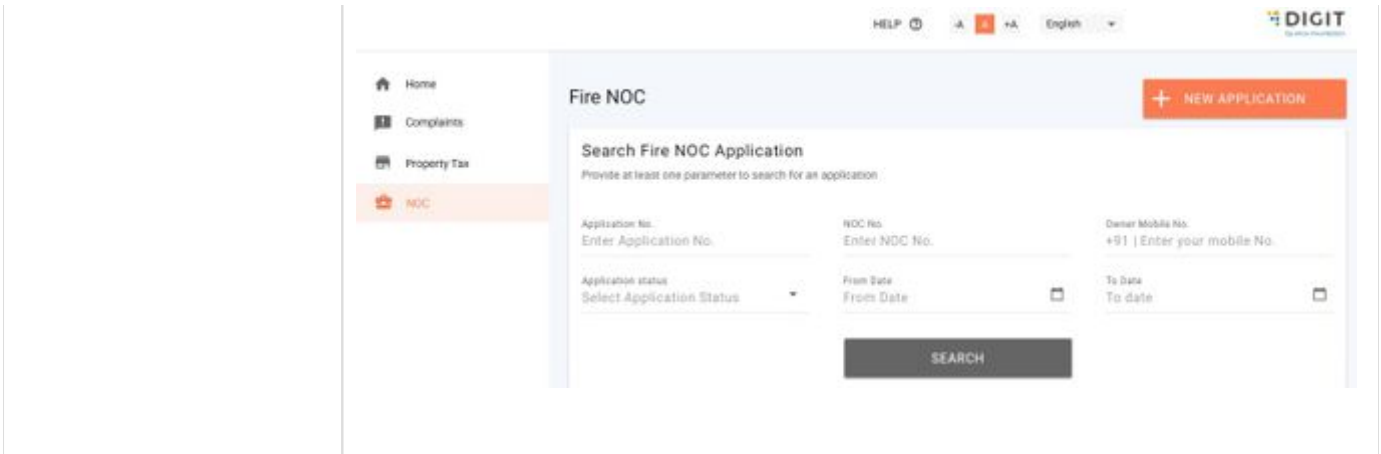 HELP
-A A +A
English
DIGIT
Home
Complaints
Property Tax
NOC
Fire NOC
+ NEW APPLICATION
Search Fire NOC Application
Provide at least one parameter to search for an application
Application No.
NOC No.
Owner Mobile No.
Enter Application No.
Enter NOC No.
+91 | Enter your mobile No.
Application status
From Date
To Date
Select Application Status
From Date
To date
SEARCH